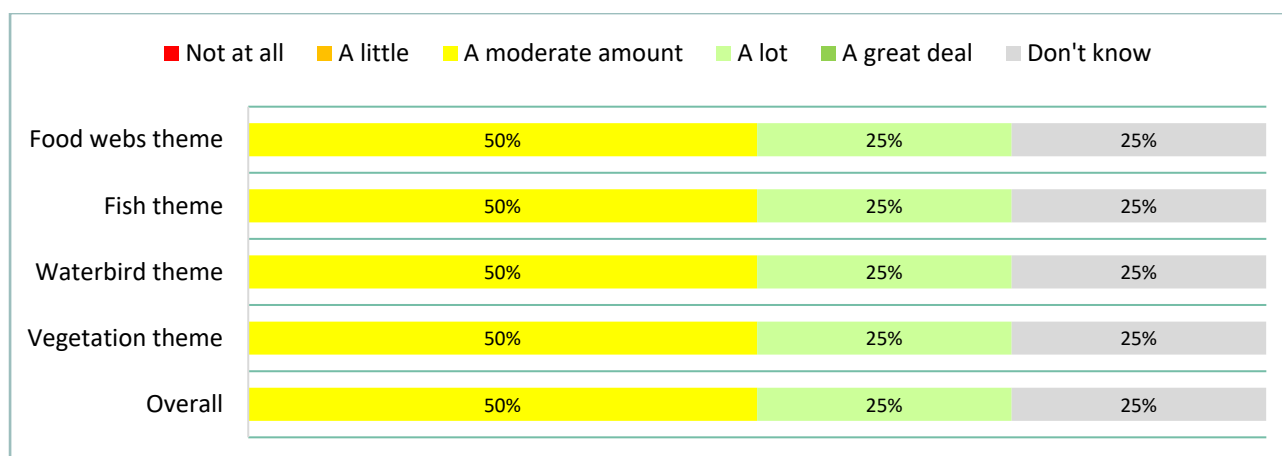 Not at all A little A moderate amount A lot A great deal Don't know
Food webs theme 50% 25% 25%
Fish theme 50% 25% 25%
Waterbird theme 50% 25% 25%
Vegetation theme 50% 25% 25%
Overall 50% 25% 25%